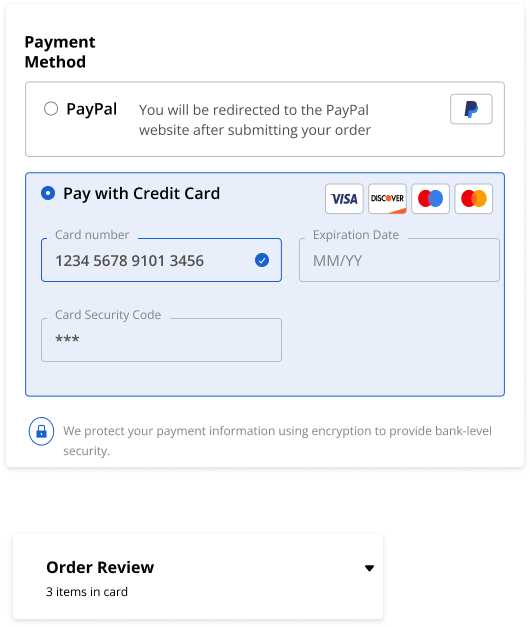 Payment
Method
PayPal
You will be redirected to the PayPal
website after submitting your order
Pay with Credit Card
VISA
DISCOVER
Card number
1234 5678 9101 3456
Expiration Date
MM/YY
Card Security Code
***
We protect your payment information using encryption to provide bank-level
security.
Order Review
3 items in card